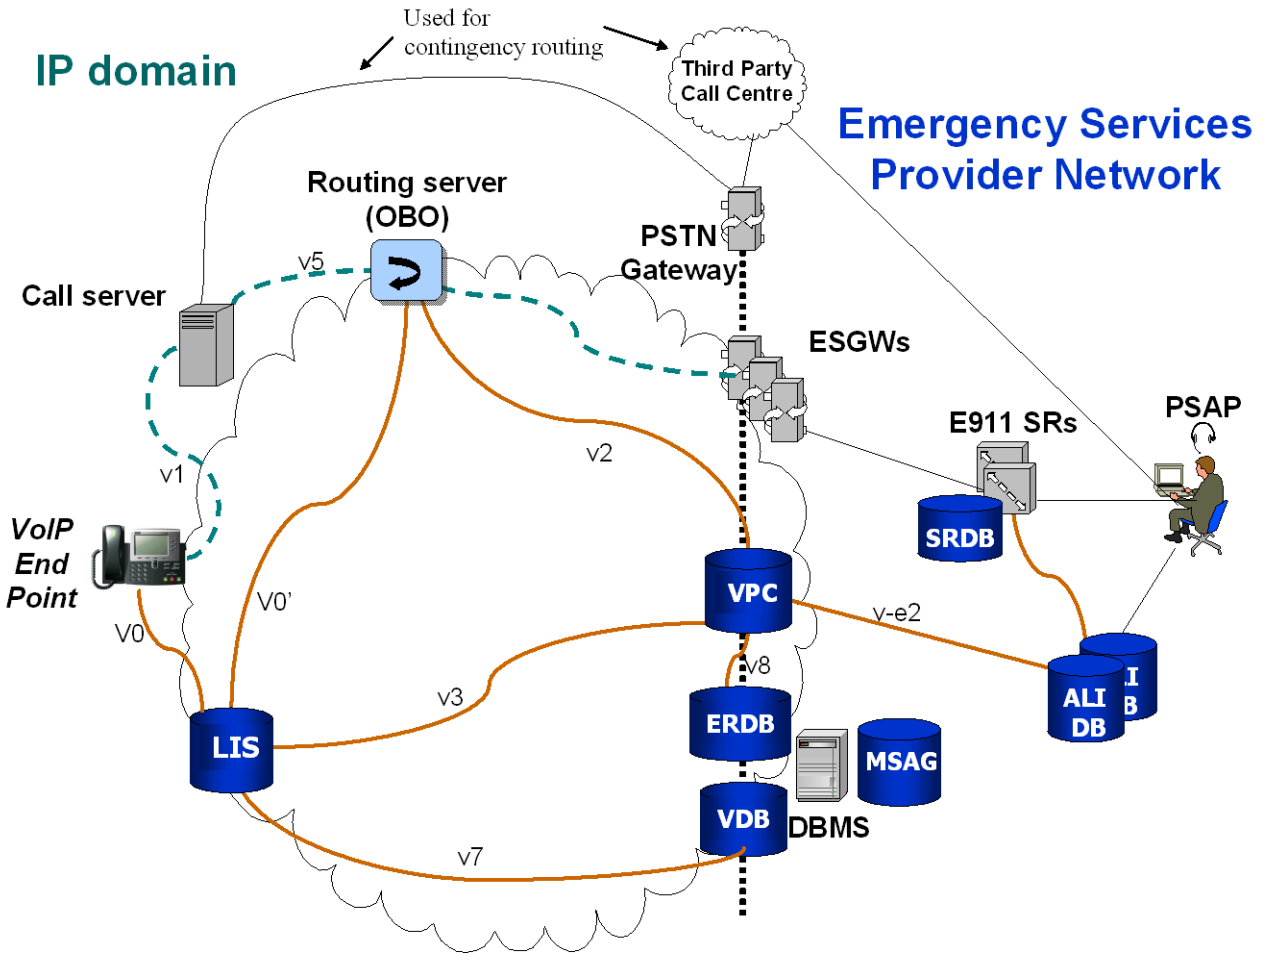 Used for
contingency routing
IP domain
Third Party
Call Centre
Emergency Services
Provider Network
Routing server
(OBO)
PSTN
Gateway
v5
Call server
ESGWs
PSAP
E911 SRs
v1
v2
VoIP
End
Point
SRDB
VPC
V0'
v-e2
V0
v8
v3
ALI
DB
LI
B
ERDB
LIS
MSAG
VDB
DBMS
v7